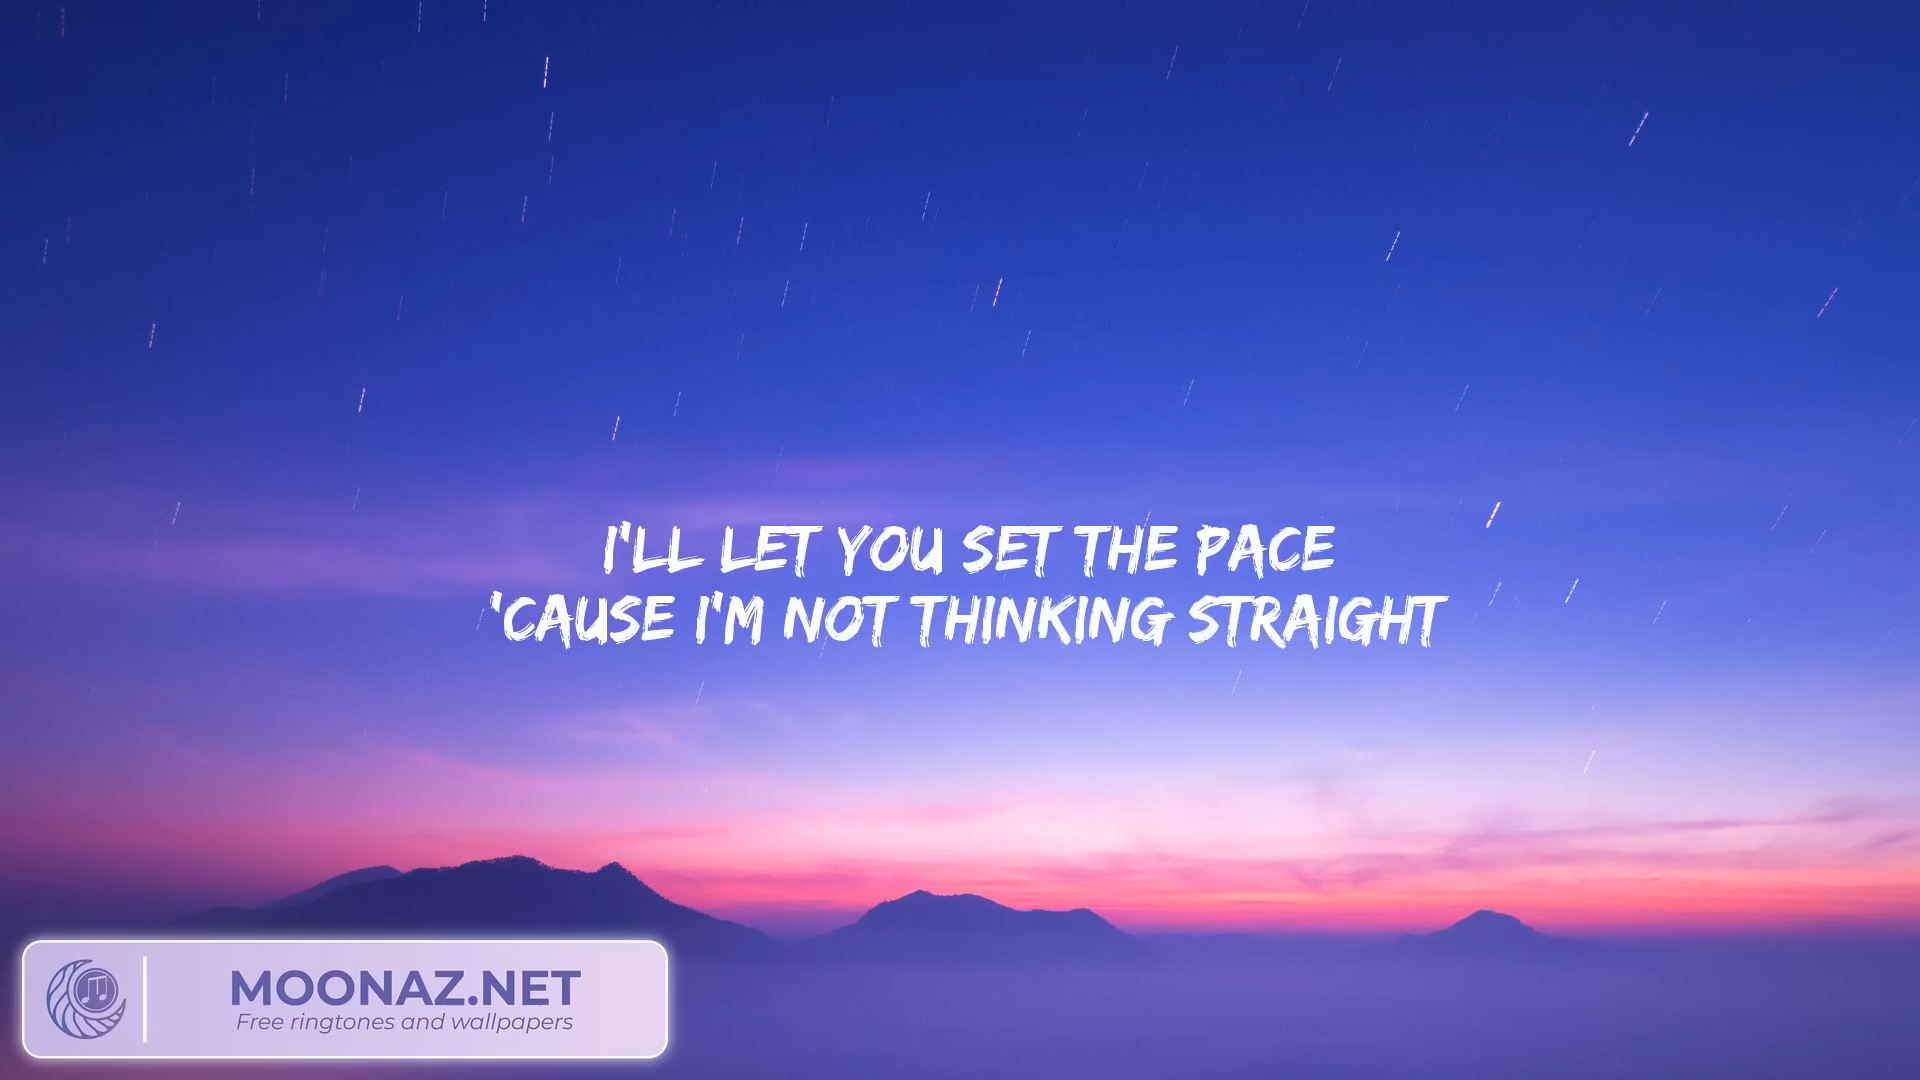 I'LL LET YOU SET THE PACE
'CAUSE I'M NOT THINKING STRAIGHT
MOONAZ.NET
Free ringtones and wallpapers